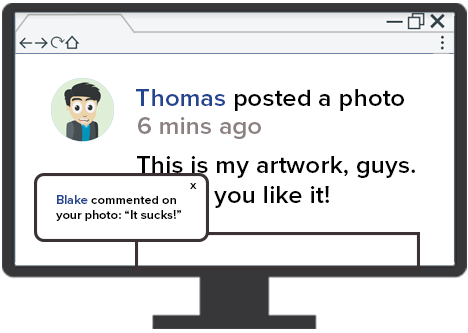 Thomas posted a photo
6 mins ago
This is my artwork, guys.
you like it!
x
Blake commented on
your photo: “It sucks!”